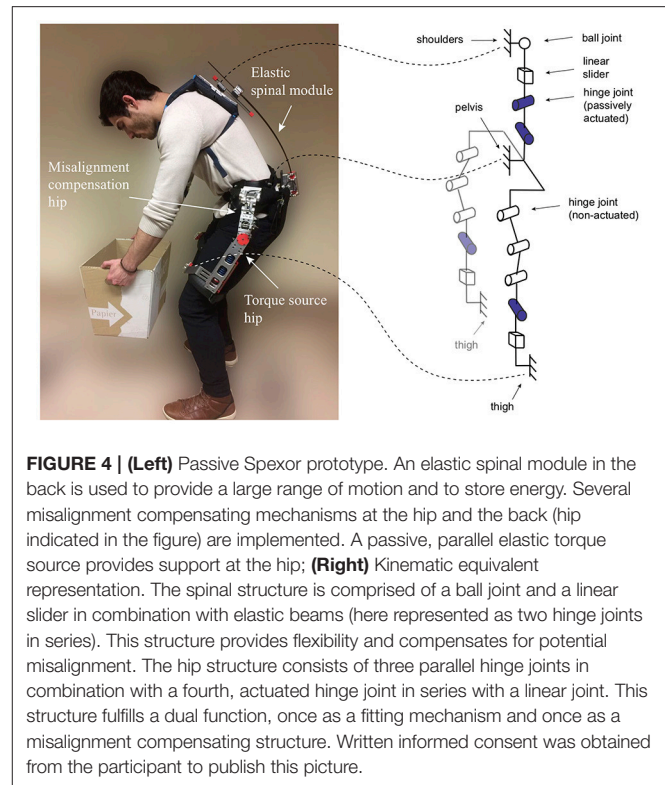 Elastic
spinal module
Misalignment
compensation
hip
Torque source
hip
Papier
shoulders
ball joint
linear
slider
hinge joint
(passively
actuated)
pelvis
hinge joint
(non-actuated)
thigh
thigh
FIGURE 4 | (Left) Passive Spexor prototype. An elastic spinal module in the
back is used to provide a large range of motion and to store energy. Several
misalignment compensating mechanisms at the hip and the back (hip
indicated in the figure) are implemented. A passive, parallel elastic torque
source provides support at the hip; (Right) Kinematic equivalent
representation. The spinal structure is comprised of a ball joint and a linear
slider in combination with elastic beams (here represented as two hinge joints
in series). This structure provides flexibility and compensates for potential
misalignment. The hip structure consists of three parallel hinge joints in
combination with a fourth, actuated hinge joint in series with a linear joint. This
structure fulfills a dual function, once as a fitting mechanism and once as a
misalignment compensating structure. Written informed consent was obtained
from the participant to publish this picture.